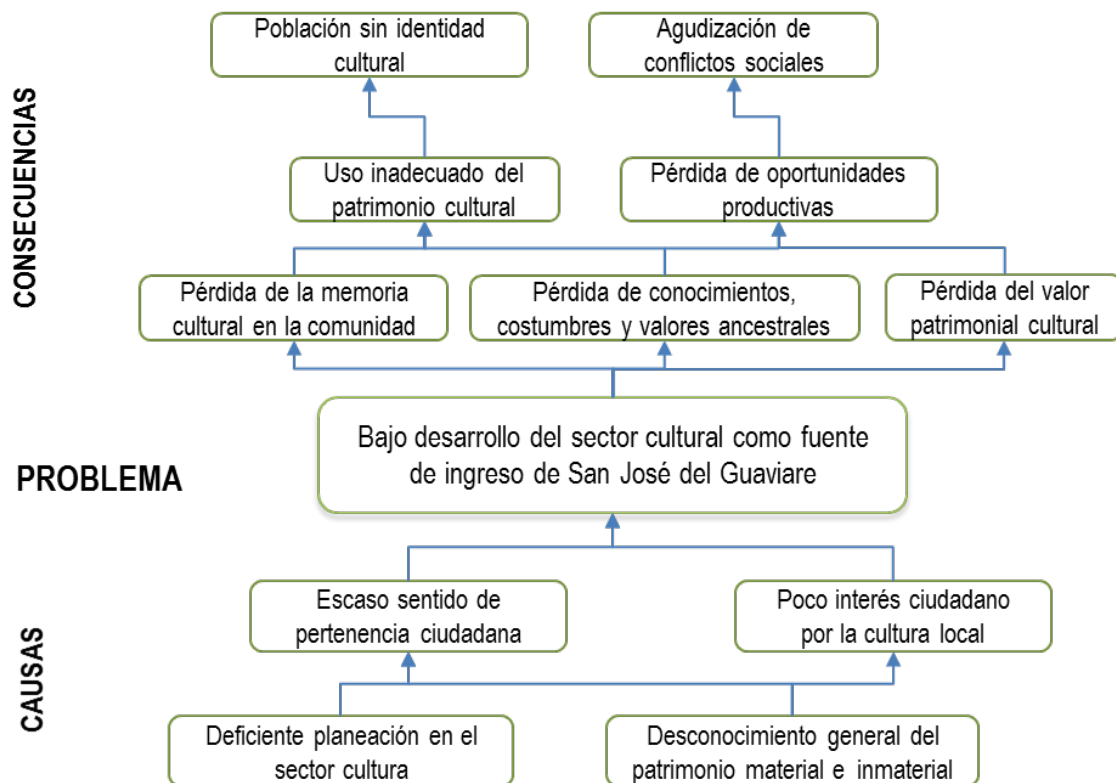 CONSECUENCIAS
Población sin identidad
cultural
Agudización de
conflictos sociales
Uso inadecuado del
patrimonio cultural
Pérdida de oportunidades
productivas
Pérdida de la memoria
cultural en la comunidad
Pérdida de conocimientos,
costumbres y valores ancestrales
Pérdida del valor
patrimonial cultural
PROBLEMA
Bajo desarrollo del sector cultural como fuente
de ingreso de San José del Guaviare
CAUSAS
Escaso sentido de
pertenencia ciudadana
Poco interés ciudadano
por la cultura local
Deficiente planeación en el
sector cultura
Desconocimiento general del
patrimonio material e inmaterial